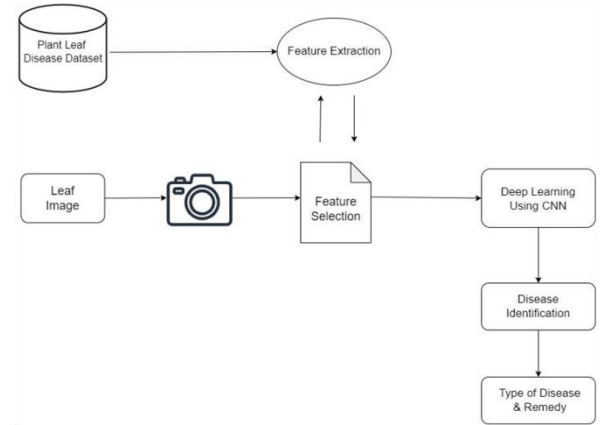 Plant Leaf
Disease Dataset
Feature Extraction
Leaf
Image
Feature
Selection
Deep Learning
Using CNN
Disease
Identification
Type of Disease
& Remedy